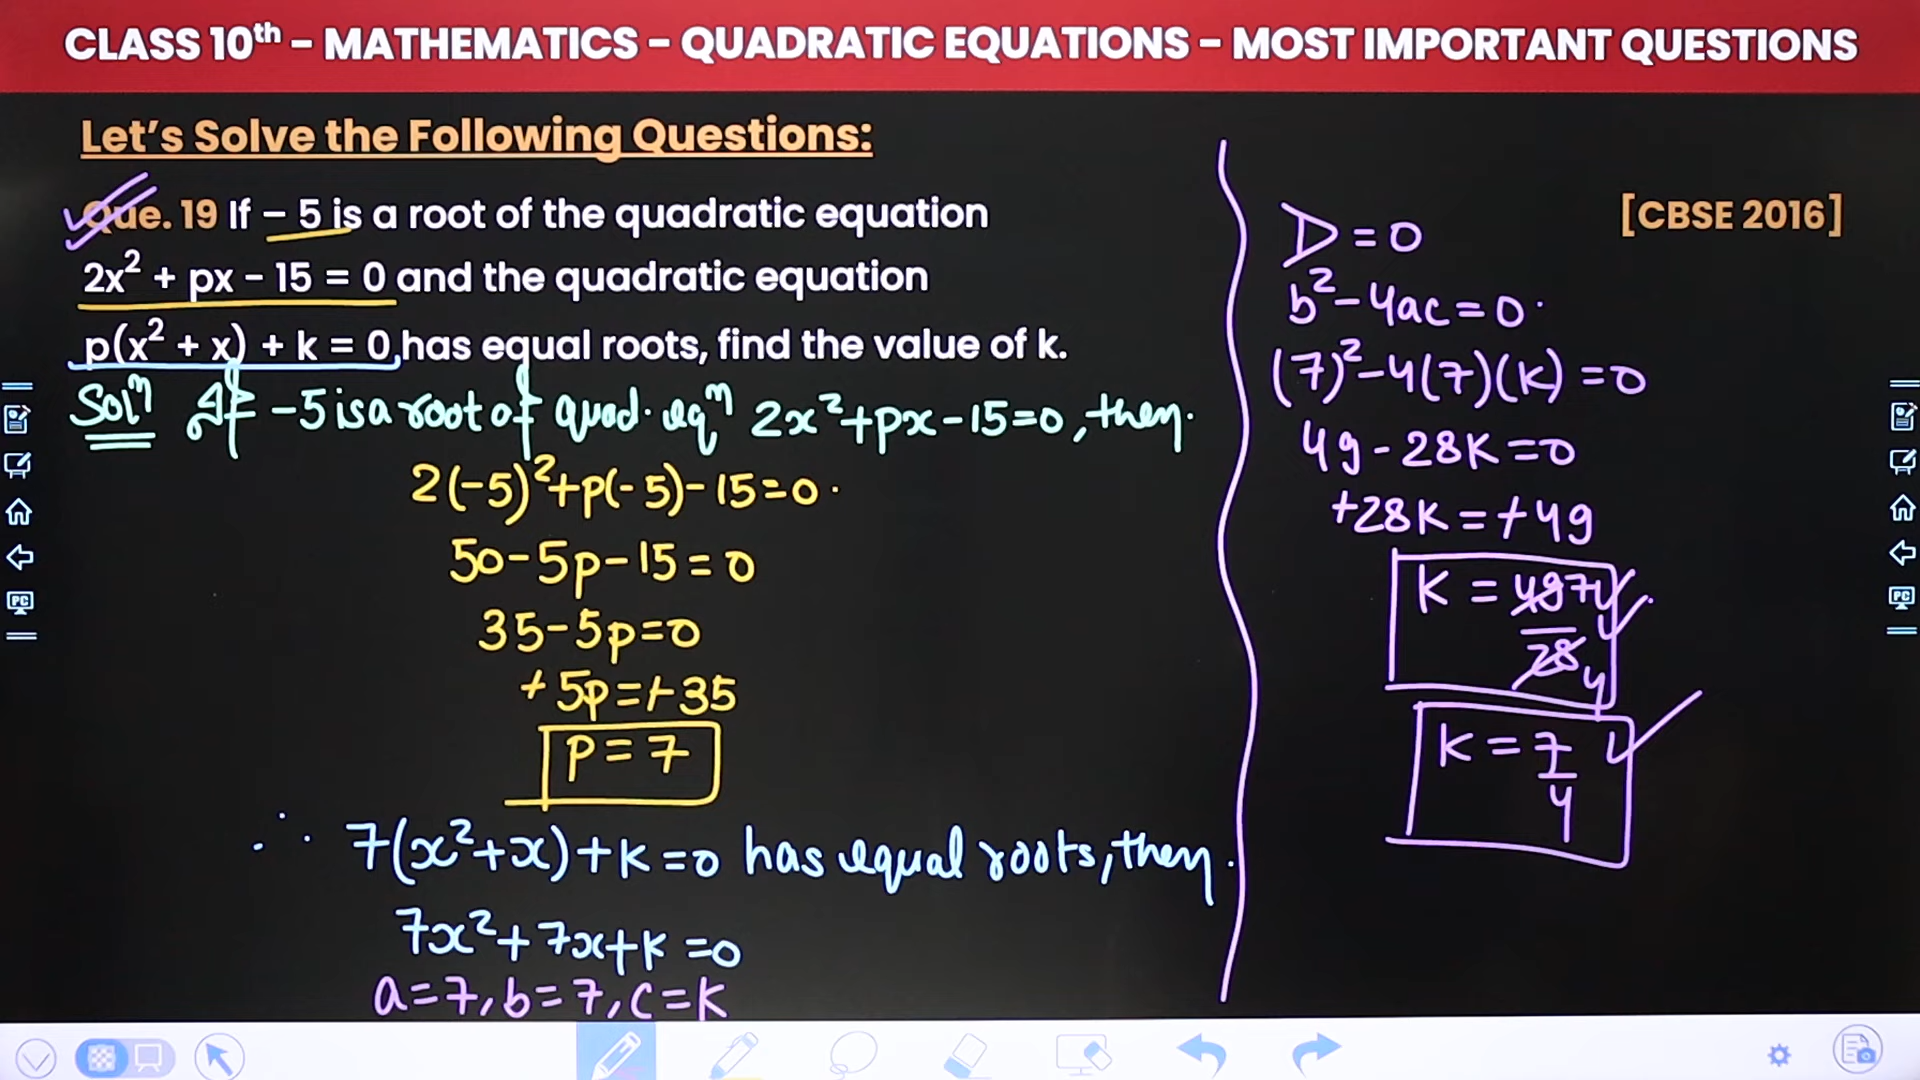 CLASS 10th - MATHEMATICS - QUADRATIC EQUATIONS - MOST IMPORTANT QUESTIONS
Let's Solve the Following Questions:
Que. 19 If – 5 is a root of the quadratic equation
[CBSE 2016]
2x² + px - 15 = 0 and the quadratic equation
p(x² + x) + k = 0 has equal roots, find the value of k.
Solⁿ If -5 is a root of quad. eqⁿ 2x²+px-15=0, then
2(-5)²+p(-5)-15=0
50-5p-15=0
35-5p=0
+5p=+35
p=7
∴ 7(x²+x)+k=0 has equal roots, then
7x²+7x+k=0
a=7, b=7, c=k
D=0
b²-4ac=0
(7)²-4(7)(k)=0
49-28k=0
+28k=+49
k=49 7
28 4
k=7
4
PC
PC